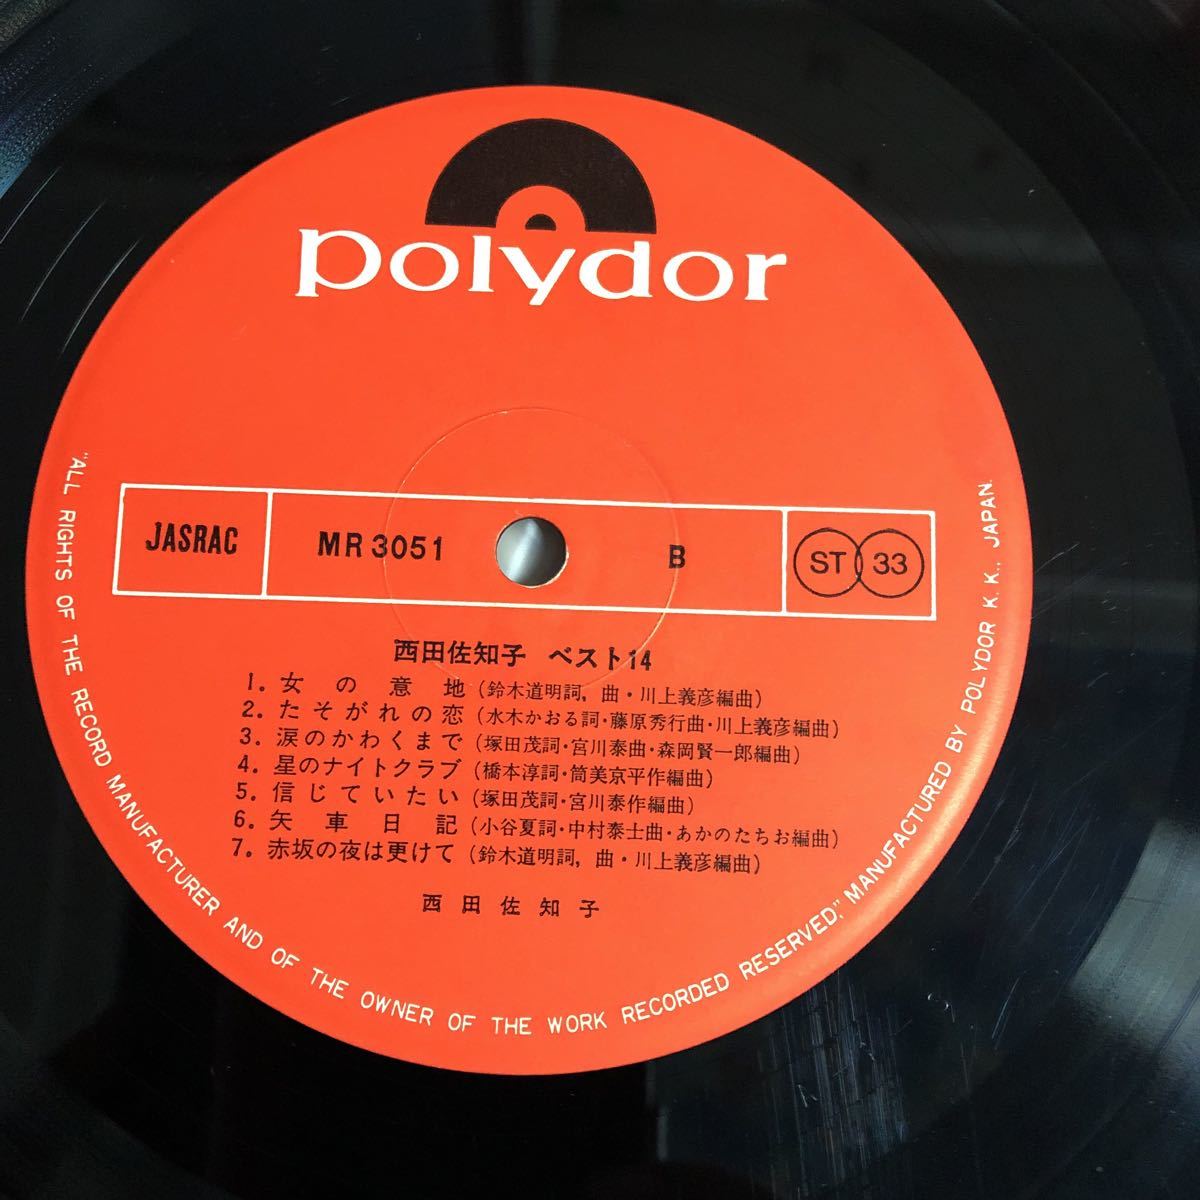 polydor
JASRAC MR 3051 B ST 33
西田佐知子 ベスト14
1. 女の意地 (鈴木道明詞, 曲・川上義彦編曲)
2. たそがれの恋 (水木かおる詞・藤原秀行曲・川上義彦編曲)
3. 涙のかわくまで (塚田茂詞・宮川泰曲・森岡賢一郎編曲)
4. 星のナイトクラブ (橋本淳詞・筒美京平作編曲)
5. 信じていたい (塚田茂詞・宮川泰作編曲)
6. 矢車日記 (小谷夏詞・中村泰士曲・あかのたちお編曲)
7. 赤坂の夜は更けて (鈴木道明詞, 曲・川上義彦編曲)
西田佐知子
"ALL RIGHTS OF THE RECORD MANUFACTURER AND OF THE OWNER OF THE WORK RECORDED RESERVED," MANUFACTURED BY POLYDOR K. K., JAPAN.